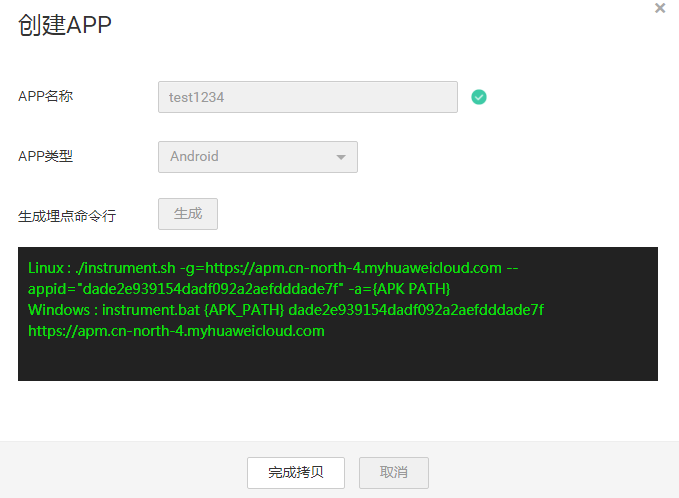 创建APP
APP名称 test1234
APP类型 Android
生成埋点命令行 生成
Linux : ./instrument.sh -g=https://apm.cn-north-4.myhuaweicloud.com --
appid="dade2e939154dadf092a2aefdddade7f" -a={APK PATH}
Windows : instrument.bat {APK_PATH} dade2e939154dadf092a2aefdddade7f
https://apm.cn-north-4.myhuaweicloud.com
完成拷贝 取消